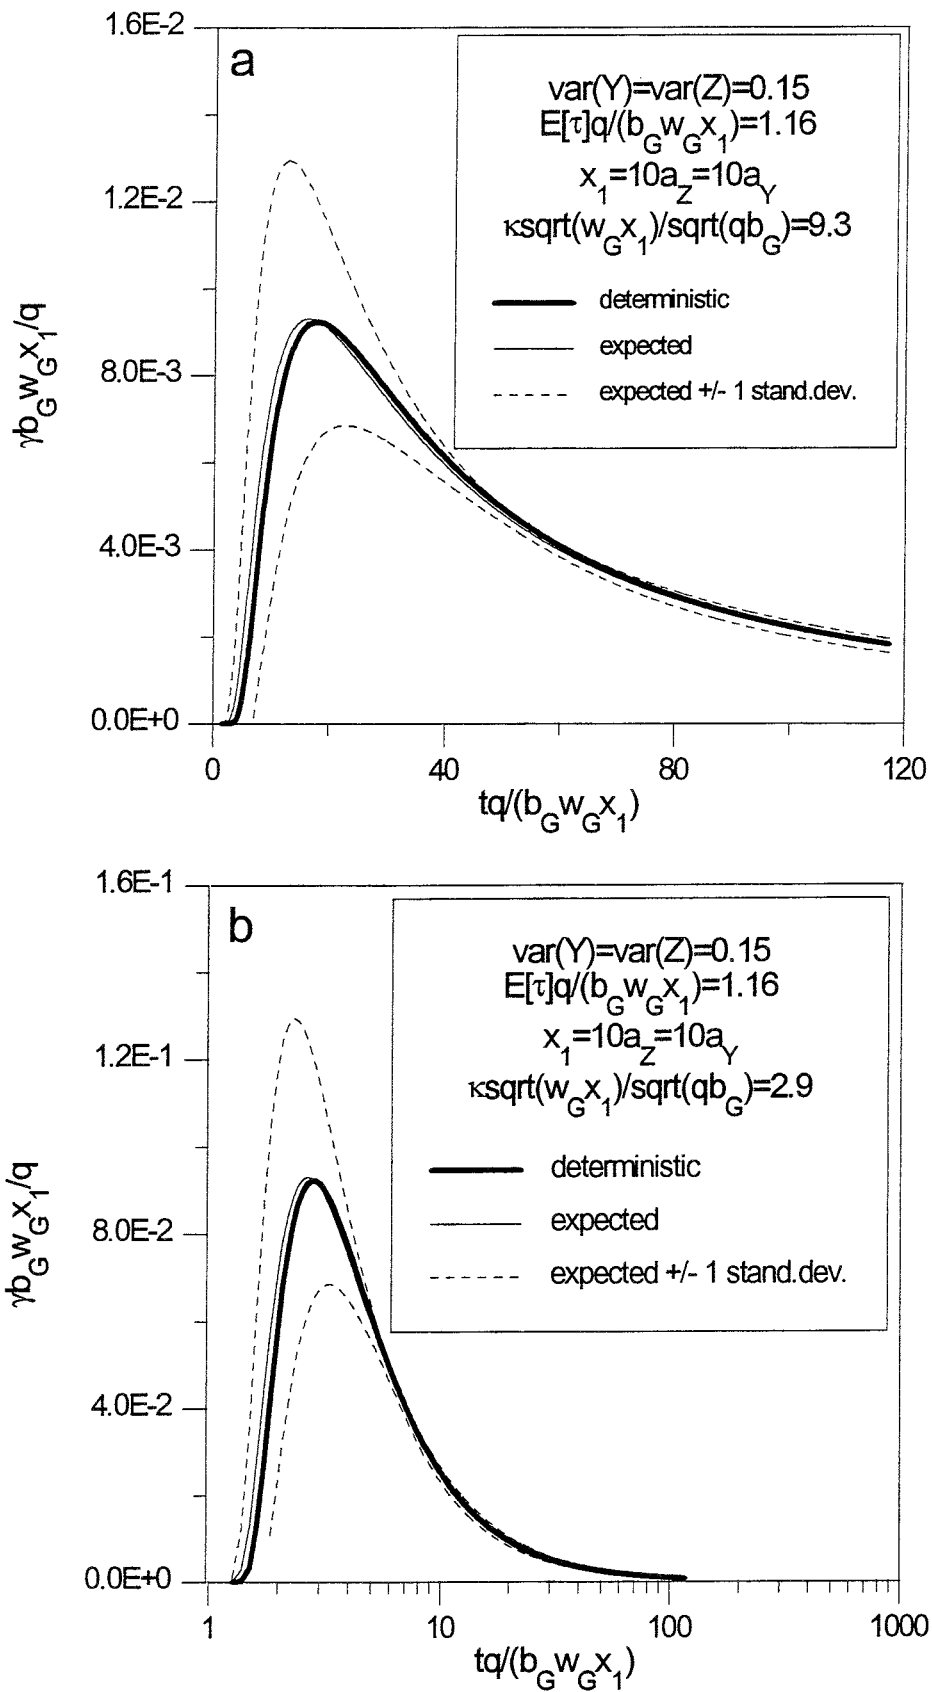 1.6E-2
a
var(Y)=var(Z)=0.15
E[τ]q/(b_G w_G x_1)=1.16
x_1=10a_Z=10a_Y
κsqrt(w_G x_1)/sqrt(qb_G)=9.3
deterministic
expected
expected +/- 1 stand.dev.
1.2E-2
8.0E-3
4.0E-3
0.0E+0
γb_G w_G x_1/q
0 40 80 120
tq/(b_G w_G x_1)
1.6E-1
b
var(Y)=var(Z)=0.15
E[τ]q/(b_G w_G x_1)=1.16
x_1=10a_Z=10a_Y
κsqrt(w_G x_1)/sqrt(qb_G)=2.9
deterministic
expected
expected +/- 1 stand.dev.
1.2E-1
8.0E-2
4.0E-2
0.0E+0
γb_G w_G x_1/q
1 10 100 1000
tq/(b_G w_G x_1)